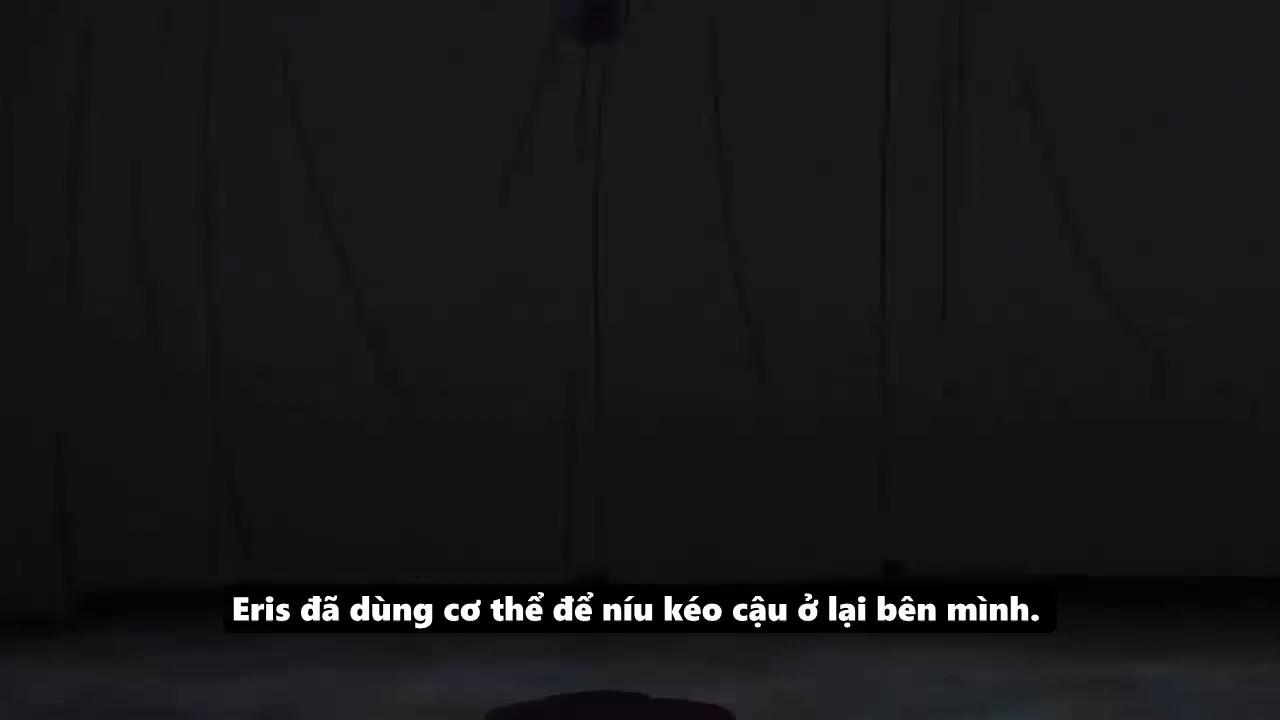 Eris đã dùng cơ thể để níu kéo cậu ở lại bên mình.